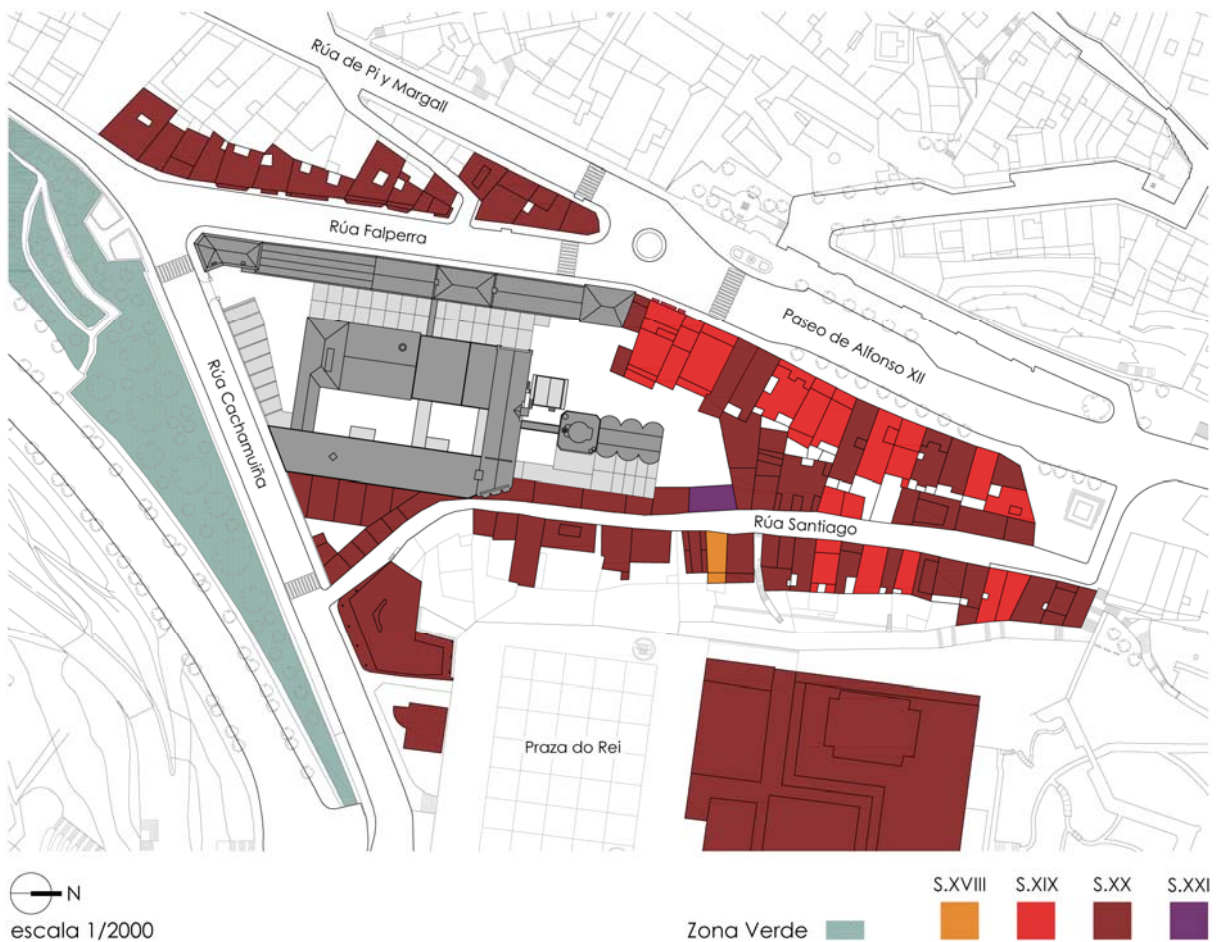 Rúa de Pi y Margall
Rúa Falperra
Paseo de Alfonso XII
Rúa Cachamuiña
Rúa Santiago
Praza do Rei
N
escala 1/2000
Zona Verde
S.XVIII
S.XIX
S.XX
S.XXI